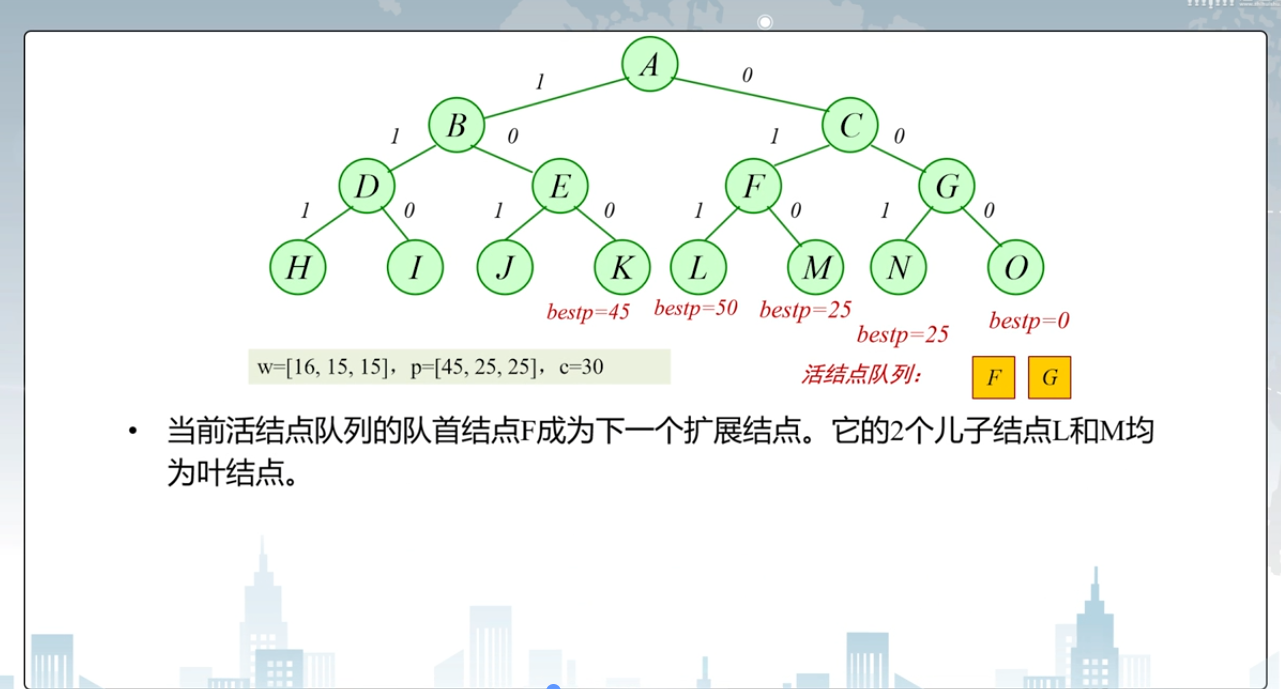 A
1 0
B C
1 0 1 0
D E F G
1 0 1 0 1 0 1 0
H I J K L M N O
bestp=45 bestp=50 bestp=25
bestp=25 bestp=0
w=[16, 15, 15]，p=[45, 25, 25]，c=30
活结点队列： F G
• 当前活结点队列的队首结点F成为下一个扩展结点。它的2个儿子结点L和M均
为叶结点。